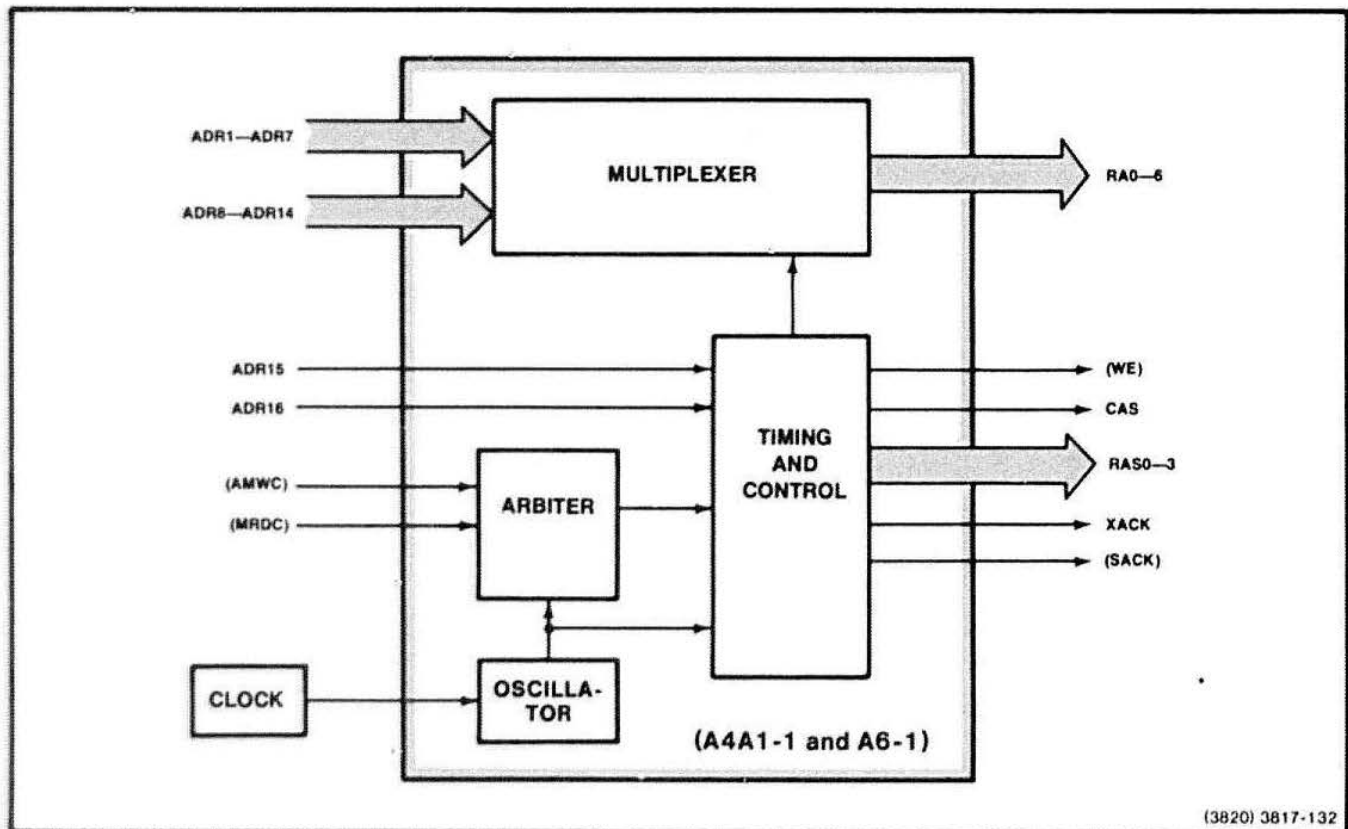 ADR1—ADR7
MULTIPLEXER
RA0—6
ADR8—ADR14
ADR15
(WE)
ADR16
CAS
TIMING
AND
CONTROL
RAS0—3
(AMWC)
ARBITER
(MRDC)
XACK
(SACK)
CLOCK
OSCILLA-
TOR
(A4A1-1 and A6-1)
(3820) 3817-132